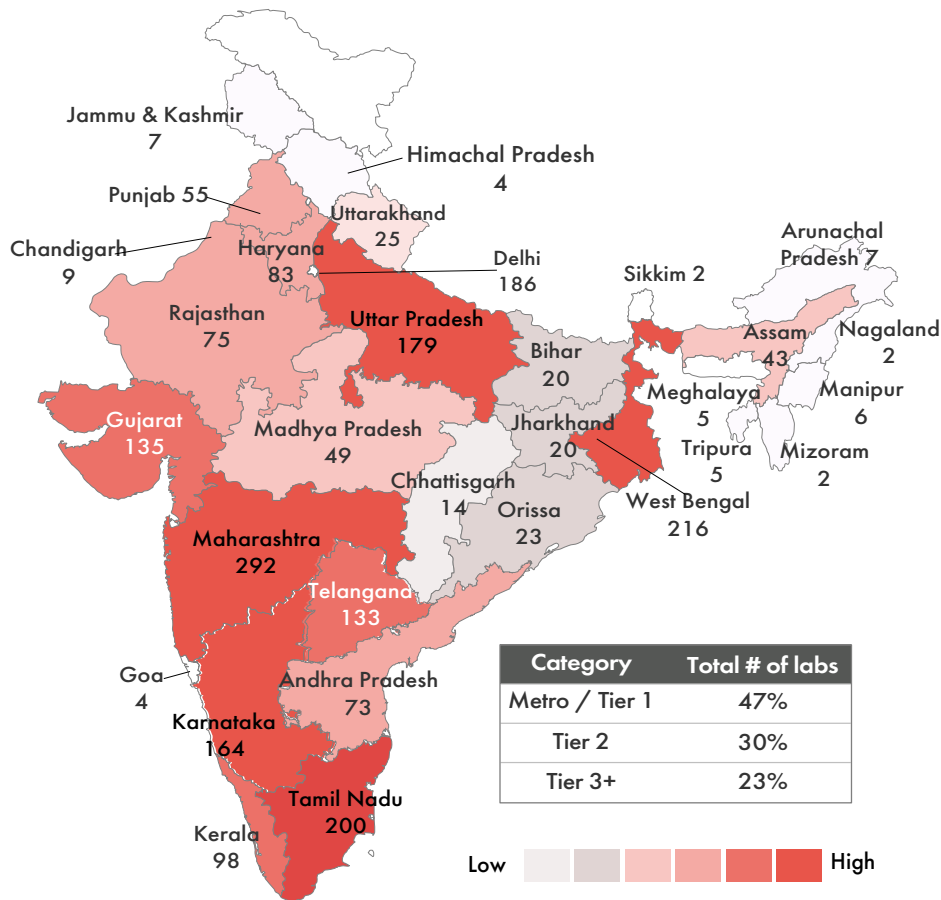 Jammu & Kashmir
7
Himachal Pradesh
4
Punjab 55
Uttarakhand
25
Chandigarh
9
Haryana
83
Delhi
186
Arunachal
Pradesh 7
Sikkim 2
Rajasthan
75
Uttar Pradesh
179
Bihar
20
Assam
43
Nagaland
2
Meghalaya
5
Manipur
6
Gujarat
135
Madhya Pradesh
49
Jharkhand
20
Tripura
5
Mizoram
2
Chhattisgarh
14
Orissa
23
West Bengal
216
Maharashtra
292
Telangana
133
Goa
4
Andhra Pradesh
73
Karnataka
164
Tamil Nadu
200
Kerala
98
Category Total # of labs
Metro / Tier 1 47%
Tier 2 30%
Tier 3+ 23%
Low High